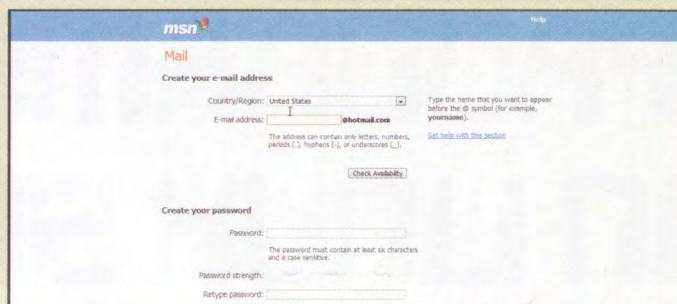 msn
Help
Mail
Create your e-mail address
Country/Region: United States
Type the name that you want to appear
before the @ symbol (for example,
yourname).
E-mail address: @hotmail.com
Get help with this section
The address can contain only letters, numbers,
periods (.), hyphens (-), or underscores (_).
Check Availability
Create your password
Password:
The password must contain at least six characters
and a case sensitive.
Password strength:
Retype password: